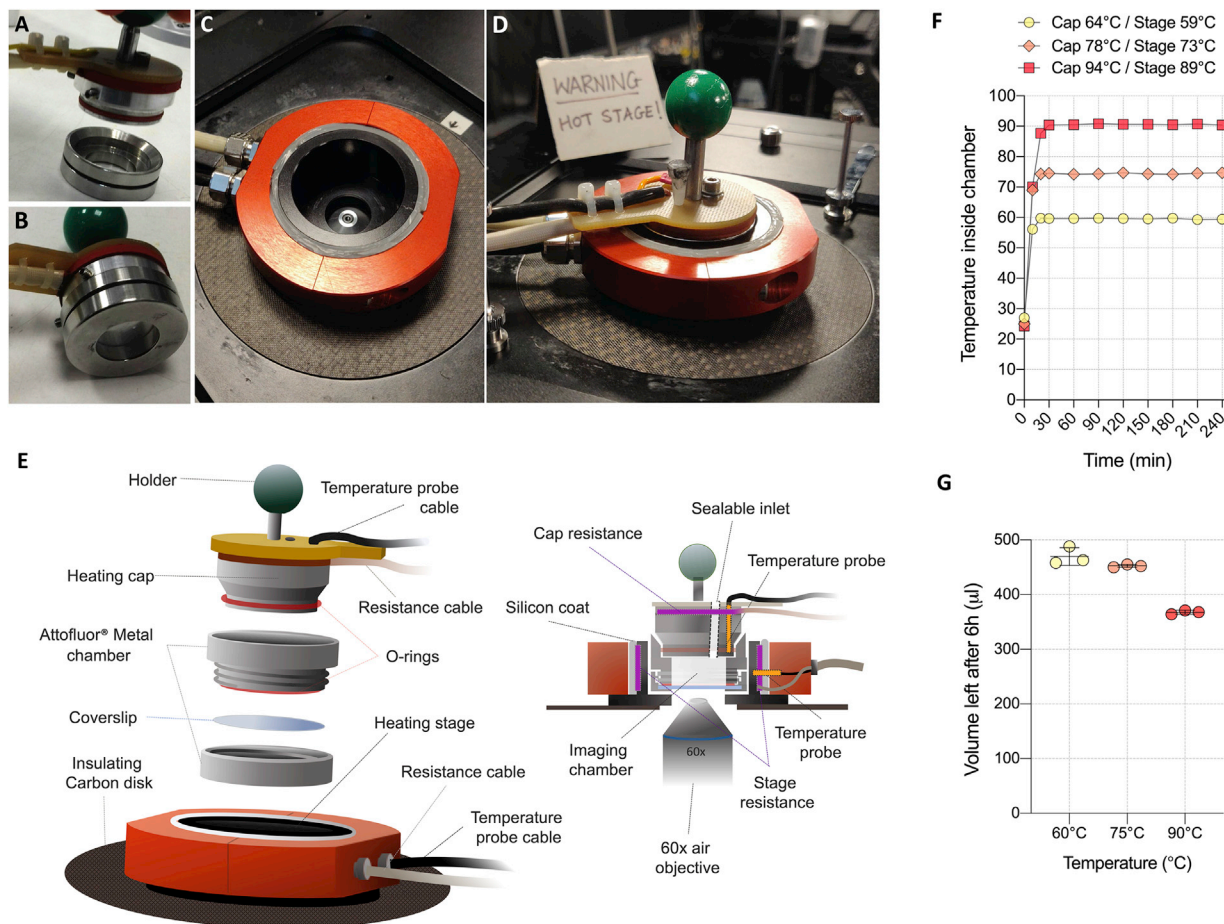 A
B
C
D
WARNING
HOT STAGE!
E
Holder
Temperature probe
cable
Heating cap
Resistance cable
Attofluor® Metal
chamber
O-rings
Coverslip
Heating stage
Insulating
Carbon disk
Resistance cable
Temperature
probe cable
Sealable inlet
Cap resistance
Temperature probe
Silicon coat
Imaging
chamber
60x
Temperature
probe
Stage
resistance
60x air
objective
F
Cap 64°C / Stage 59°C
Cap 78°C / Stage 73°C
Cap 94°C / Stage 89°C
Temperature inside chamber
100
90
80
70
60
50
40
30
20
10
0
0 30 60 90 120 150 180 210 240
Time (min)
G
Volume left after 6h (µl)
500
400
300
200
100
0
60°C 75°C 90°C
Temperature (°C)